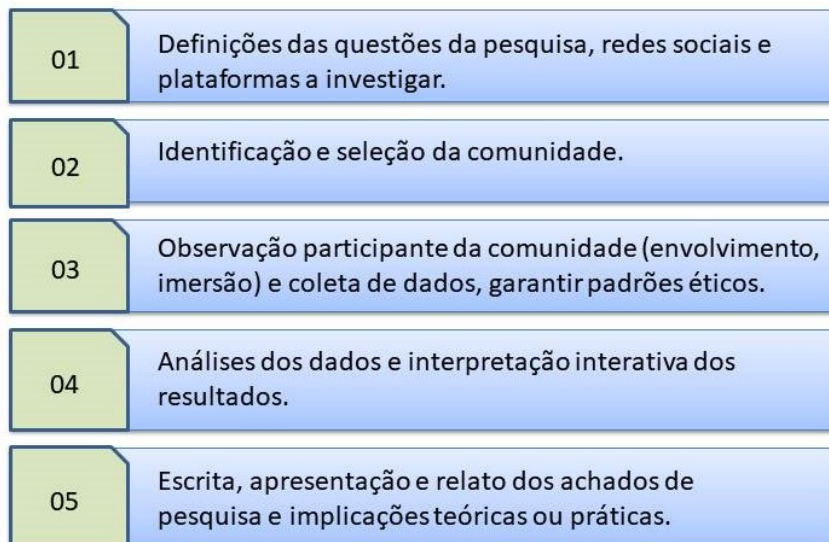 01
Definições das questões da pesquisa, redes sociais e
plataformas a investigar.
02
Identificação e seleção da comunidade.
03
Observação participante da comunidade (envolvimento,
imersão) e coleta de dados, garantir padrões éticos.
04
Análises dos dados e interpretação interativa dos
resultados.
05
Escrita, apresentação e relato dos achados de
pesquisa e implicações teóricas ou práticas.